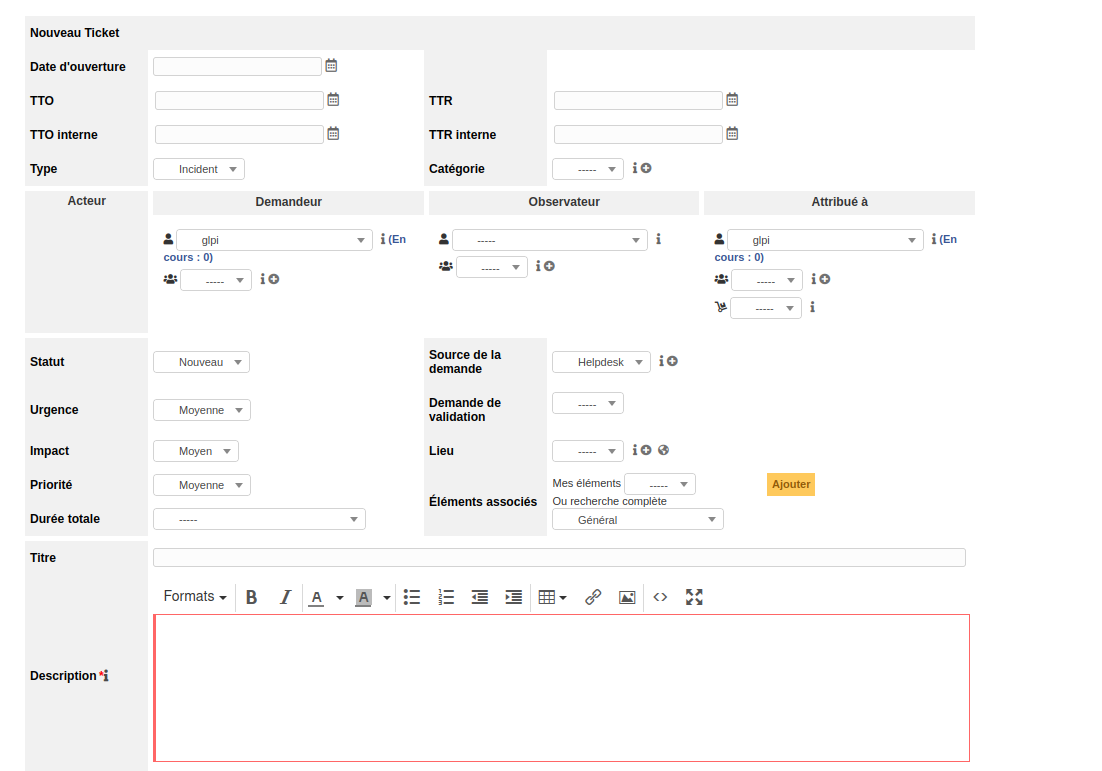 Nouveau Ticket
Date d'ouverture
TTO TTR
TTO interne TTR interne
Type Incident Catégorie -----
Acteur Demandeur Observateur Attribué à
glpi (En ----- glpi (En
cours : 0) cours : 0)
----- ----- -----
-----
Statut Nouveau Source de la demande Helpdesk
Urgence Moyenne Demande de validation -----
Impact Moyen Lieu -----
Priorité Moyenne Éléments associés Mes éléments ----- Ajouter
Ou recherche complète
Durée totale ----- Général
Titre
Formats B I A A <>
Description *